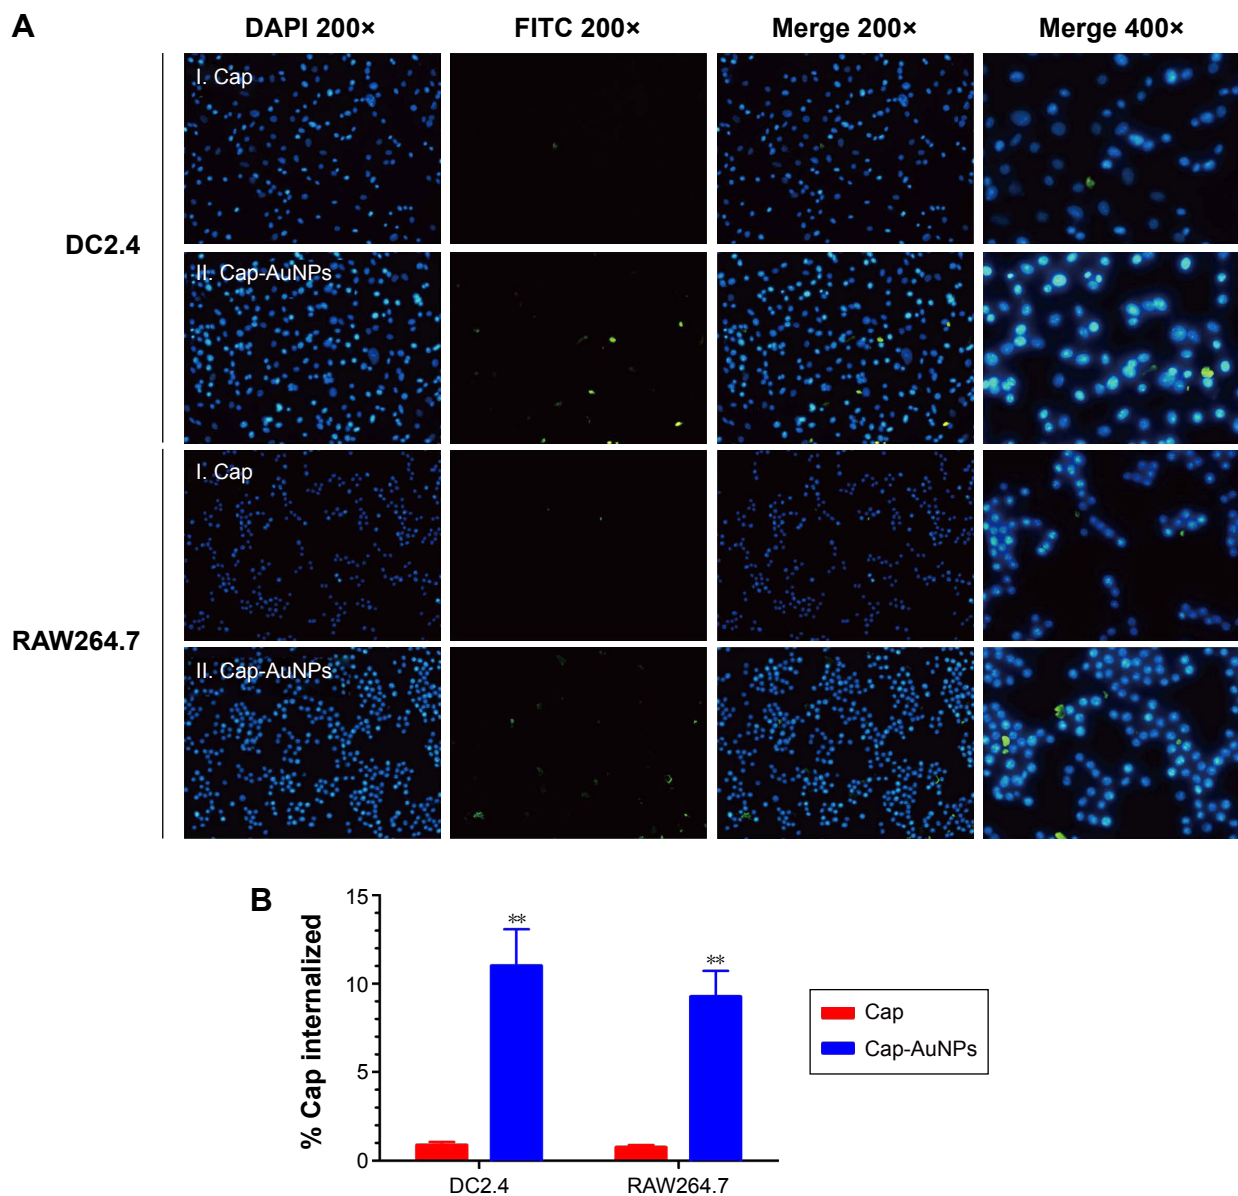 A
DAPI 200×
FITC 200×
Merge 200×
Merge 400×
I. Cap
DC2.4
II. Cap-AuNPs
I. Cap
RAW264.7
II. Cap-AuNPs
B
% Cap internalized
15
10
5
0
**
**
DC2.4
RAW264.7
Cap
Cap-AuNPs